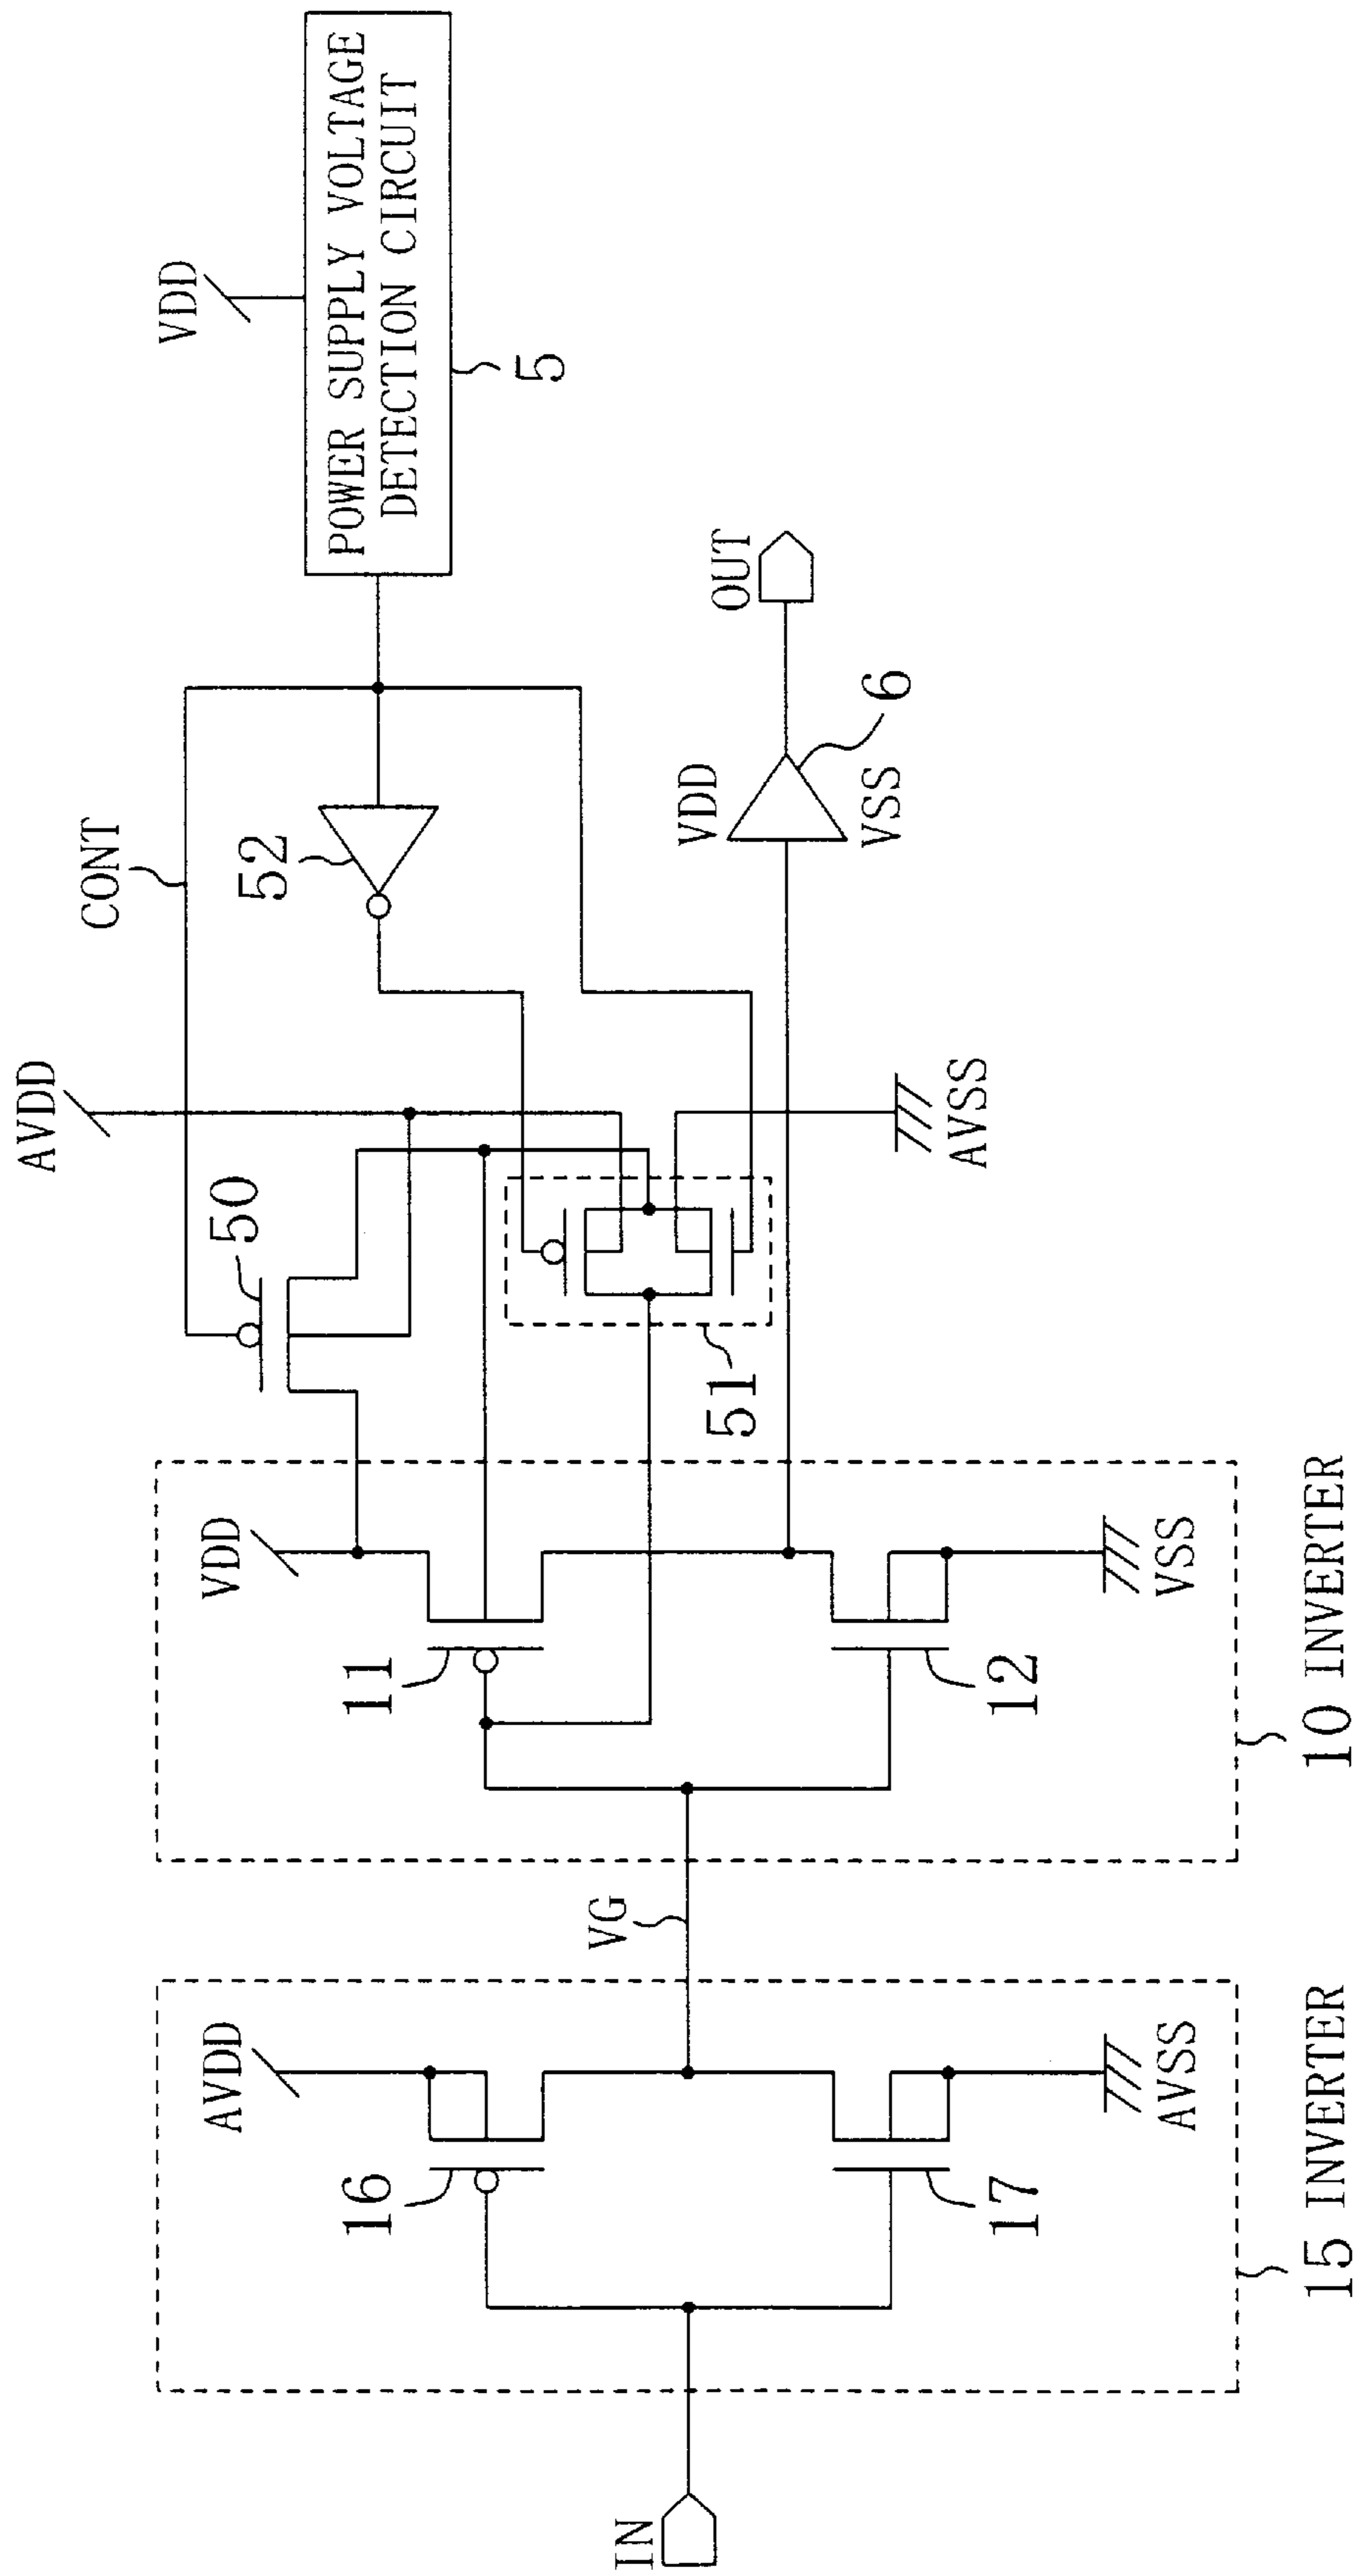 IN
15 INVERTER
AVDD
16
17
AVSS
VG
10 INVERTER
VDD
11
12
VSS
50
51
AVDD
AVSS
CONT
52
VDD
VSS
6
OUT
VDD
POWER SUPPLY VOLTAGE
DETECTION CIRCUIT
5